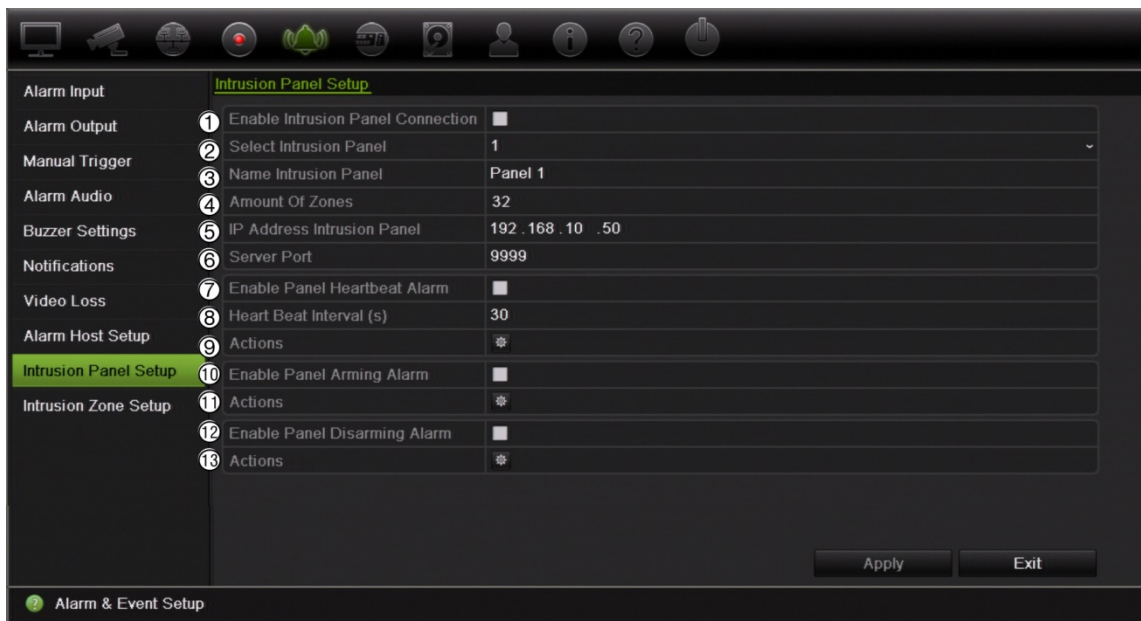 Alarm Input
Alarm Output
Manual Trigger
Alarm Audio
Buzzer Settings
Notifications
Video Loss
Alarm Host Setup
Intrusion Panel Setup
Intrusion Zone Setup
Intrusion Panel Setup
1 Enable Intrusion Panel Connection
2 Select Intrusion Panel 1
3 Name Intrusion Panel Panel 1
4 Amount Of Zones 32
5 IP Address Intrusion Panel 192 .168 .10 .50
6 Server Port 9999
7 Enable Panel Heartbeat Alarm
8 Heart Beat Interval (s) 30
9 Actions
10 Enable Panel Arming Alarm
11 Actions
12 Enable Panel Disarming Alarm
13 Actions
Apply Exit
? Alarm & Event Setup